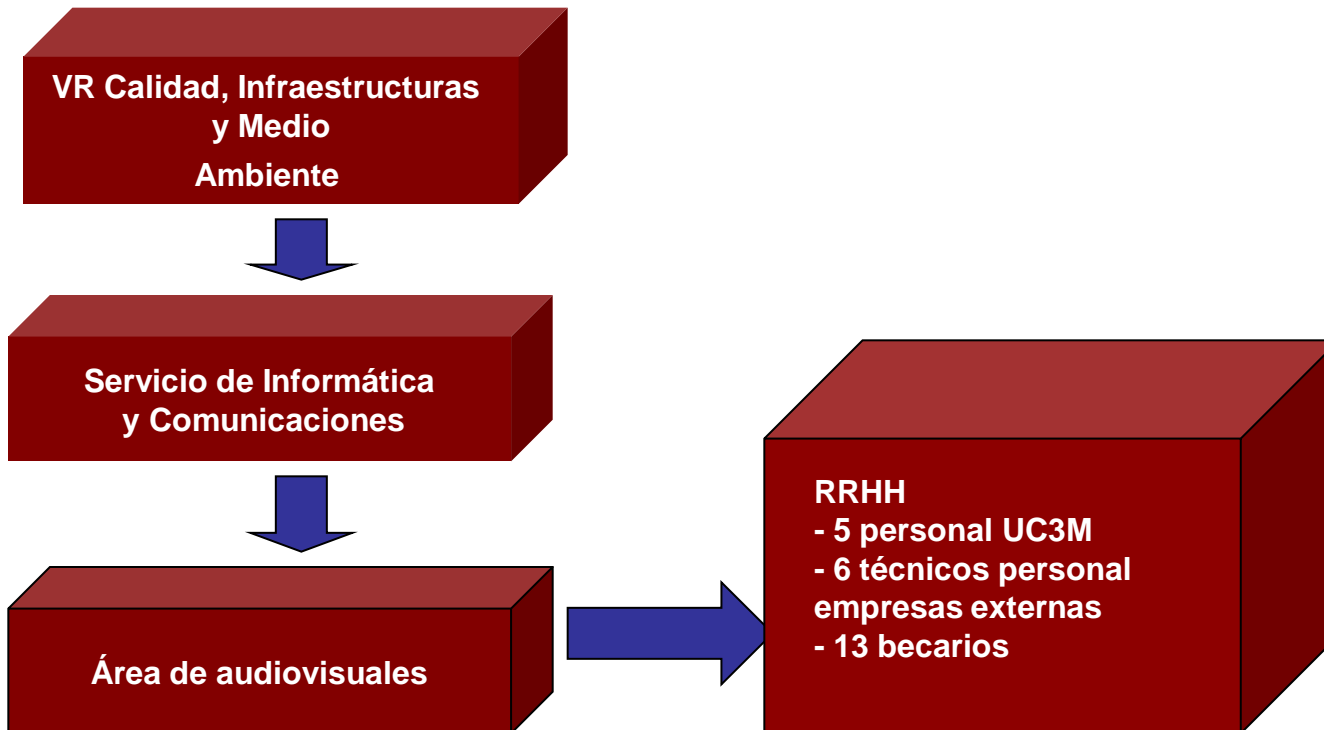 VR Calidad, Infraestructuras
y Medio
Ambiente
Servicio de Informática
y Comunicaciones
Área de audiovisuales
RRHH
- 5 personal UC3M
- 6 técnicos personal
empresas externas
- 13 becarios